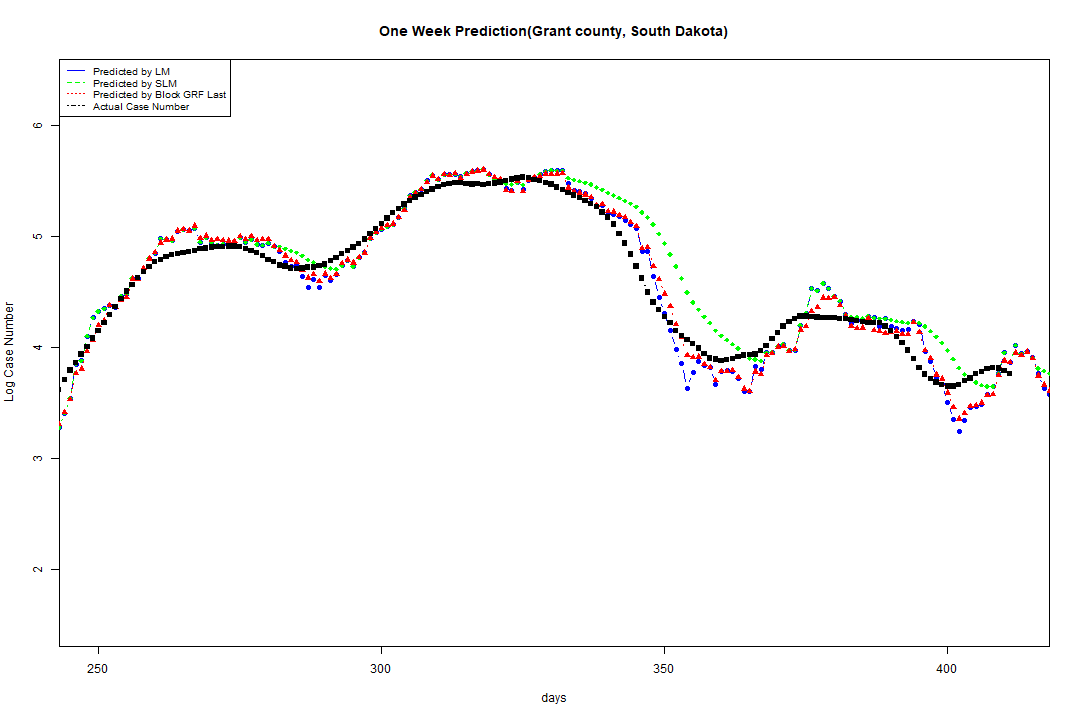 One Week Prediction(Grant county, South Dakota)
Predicted by LM
Predicted by SLM
Predicted by Block GRF Last
Actual Case Number
6
5
4
3
2
Log Case Number
250 300 350 400
days